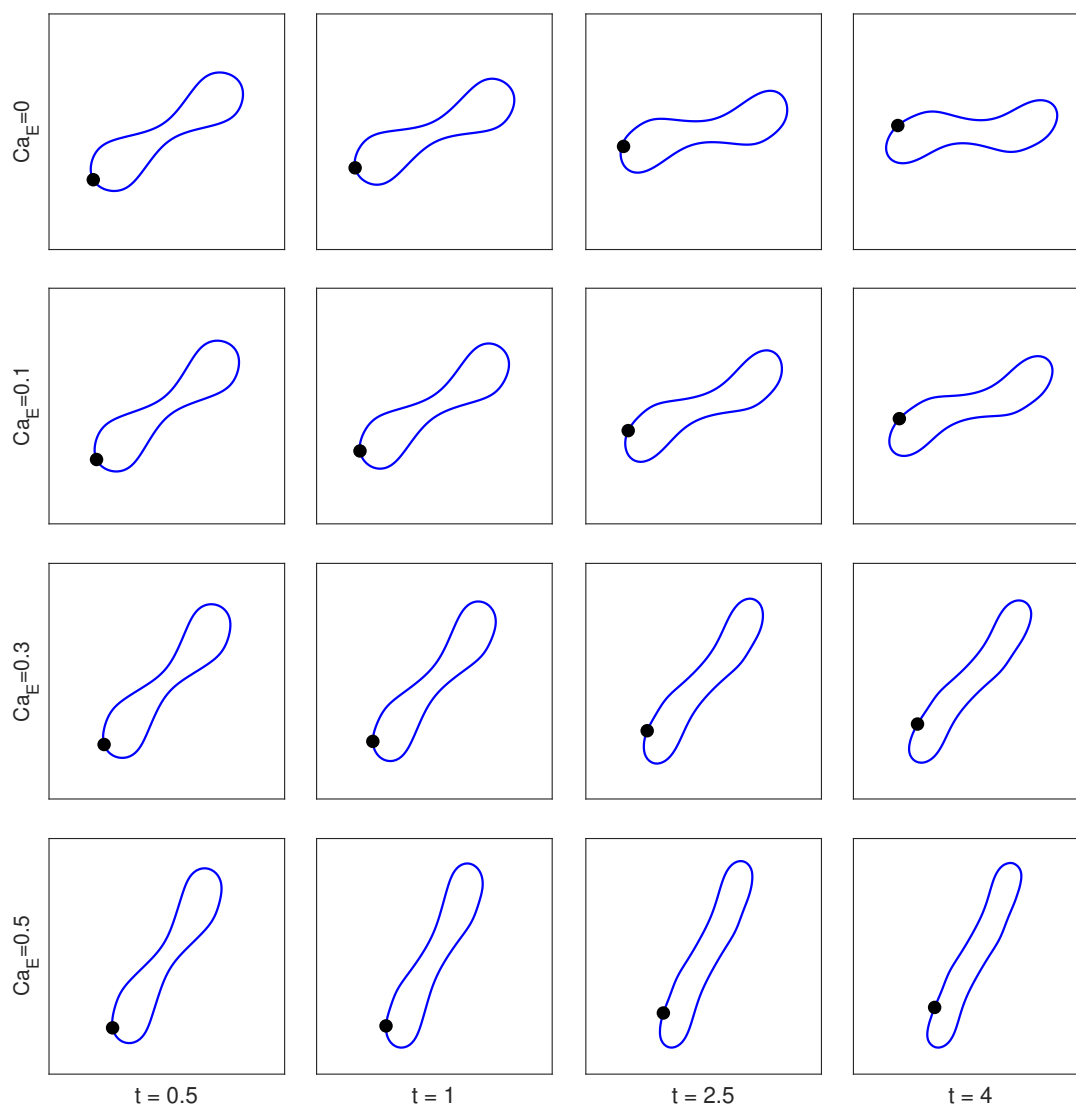 Ca_E=0
Ca_E=0.1
Ca_E=0.3
Ca_E=0.5
t = 0.5
t = 1
t = 2.5
t = 4